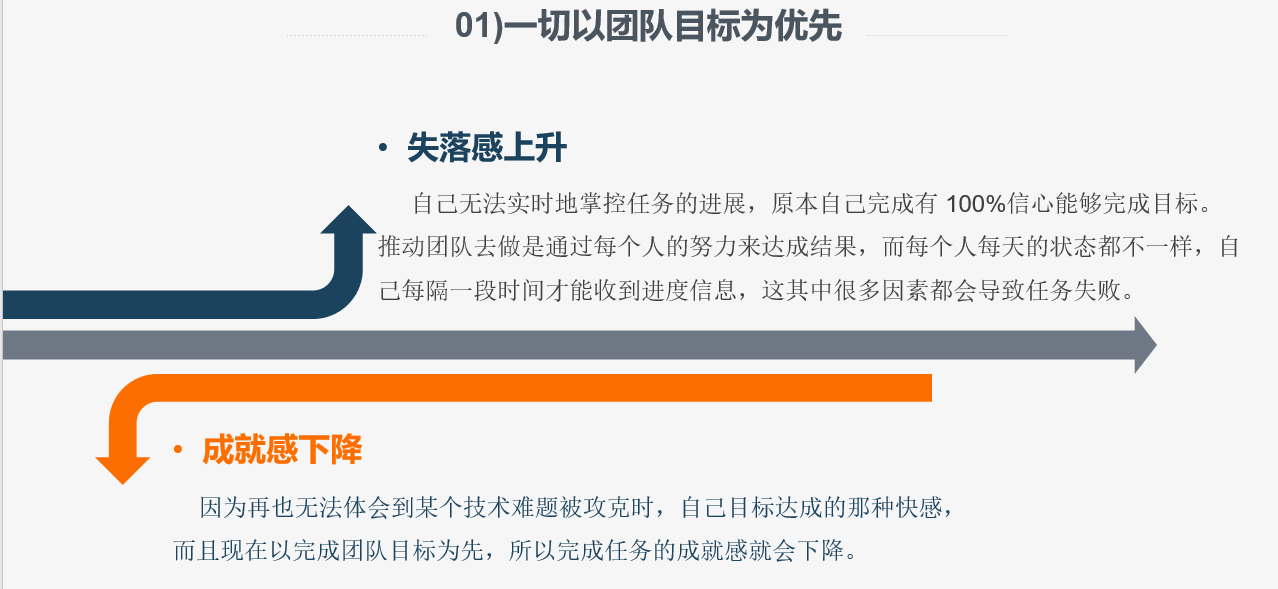 01)一切以团队目标为优先
• 失落感上升
自己无法实时地掌控任务的进展，原本自己完成有 100%信心能够完成目标。
推动团队去做是通过每个人的努力来达成结果，而每个人每天的状态都不一样，自
己每隔一段时间才能收到进度信息，这其中很多因素都会导致任务失败。
• 成就感下降
因为再也无法体会到某个技术难题被攻克时，自己目标达成的那种快感，
而且现在以完成团队目标为先，所以完成任务的成就感就会下降。